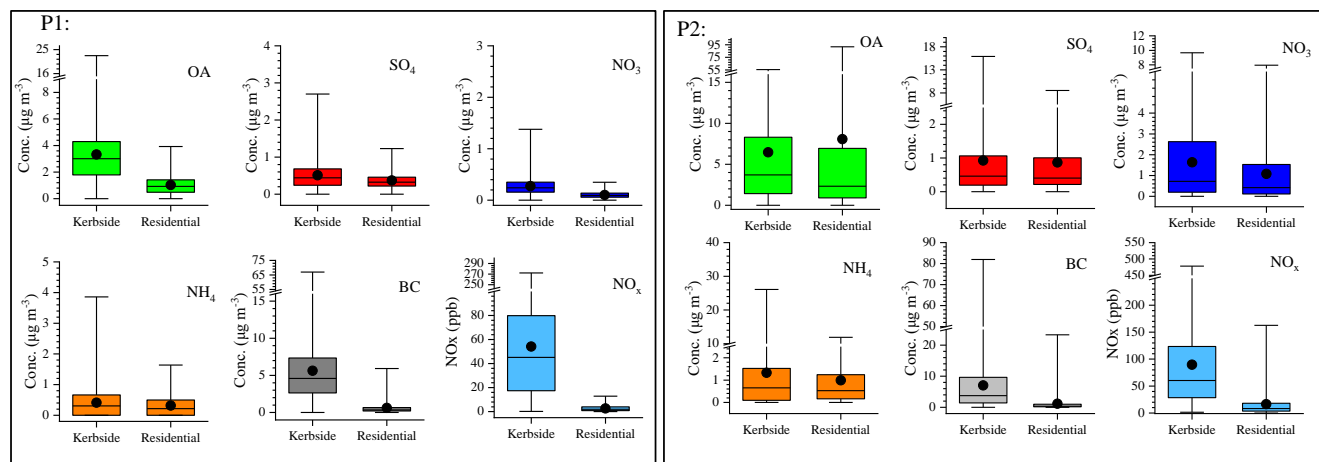 P1:
OA
Conc. (µg m⁻³)
25
16
8
6
4
2
0
Kerbside
Residential
SO₄
Conc. (µg m⁻³)
4
3
2
1
0
Kerbside
Residential
NO₃
Conc. (µg m⁻³)
3
2
1
0
Kerbside
Residential
NH₄
Conc. (µg m⁻³)
5
4
3
2
1
0
Kerbside
Residential
BC
Conc. (µg m⁻³)
75
60
45
30
15
10
5
0
Kerbside
Residential
NOₓ
NOx (ppb)
290
270
80
60
40
20
0
Kerbside
Residential
P2:
OA
Conc. (µg m⁻³)
95
75
55
15
10
5
0
Kerbside
Residential
SO₄
Conc. (µg m⁻³)
18
13
8
2
1
0
Kerbside
Residential
NO₃
Conc. (µg m⁻³)
12
10
8
4
2
1
0
Kerbside
Residential
NH₄
Conc. (µg m⁻³)
40
26
14
2
1
0
Kerbside
Residential
BC
Conc. (µg m⁻³)
90
80
70
60
50
20
10
0
Kerbside
Residential
NOₓ
NOx (ppb)
550
500
450
200
150
100
50
0
Kerbside
Residential